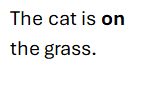 The cat is on
the grass.